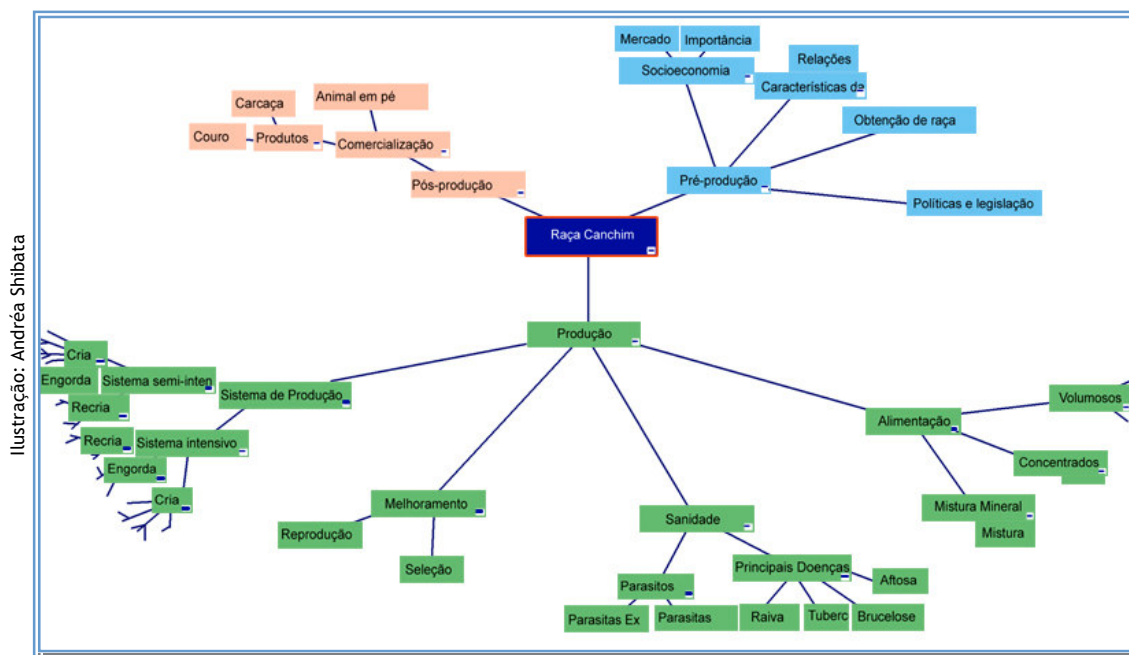 Ilustração: Andréa Shibata
Mercado
Importância
Socioeconomia
Relações
Características de
Obtenção de raça
Pré-produção
Políticas e legislação
Animal em pé
Carcaça
Couro
Produtos
Comercialização
Pós-produção
Raça Canchim
Produção
Cria
Engorda
Sistema semi-inten
Recria
Sistema de Produção
Recria
Sistema intensivo
Engorda
Cria
Melhoramento
Reprodução
Seleção
Sanidade
Parasitos
Parasitas Ex
Parasitas
Principais Doenças
Aftosa
Raiva
Tuberc
Brucelose
Alimentação
Volumosos
Concentrados
Mistura Mineral
Mistura